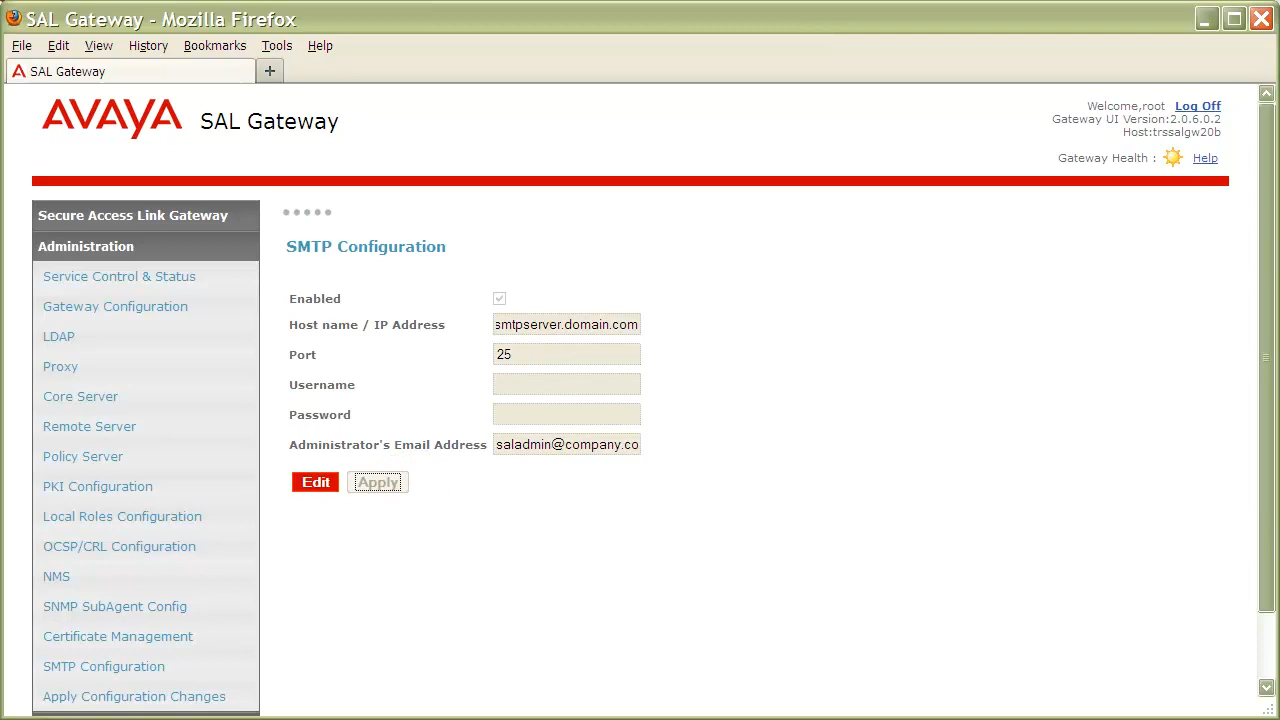 SAL Gateway - Mozilla Firefox
File Edit View History Bookmarks Tools Help
SAL Gateway
AVAYA SAL Gateway
Welcome,root Log Off
Gateway UI Version:2.0.6.0.2
Host:trssalgw20b
Gateway Health : Help
Secure Access Link Gateway
Administration
Service Control & Status
Gateway Configuration
LDAP
Proxy
Core Server
Remote Server
Policy Server
PKI Configuration
Local Roles Configuration
OCSP/CRL Configuration
NMS
SNMP SubAgent Config
Certificate Management
SMTP Configuration
Apply Configuration Changes
SMTP Configuration
Enabled
Host name / IP Address smtpserver.domain.com
Port 25
Username
Password
Administrator's Email Address saladmin@company.co
Edit Apply